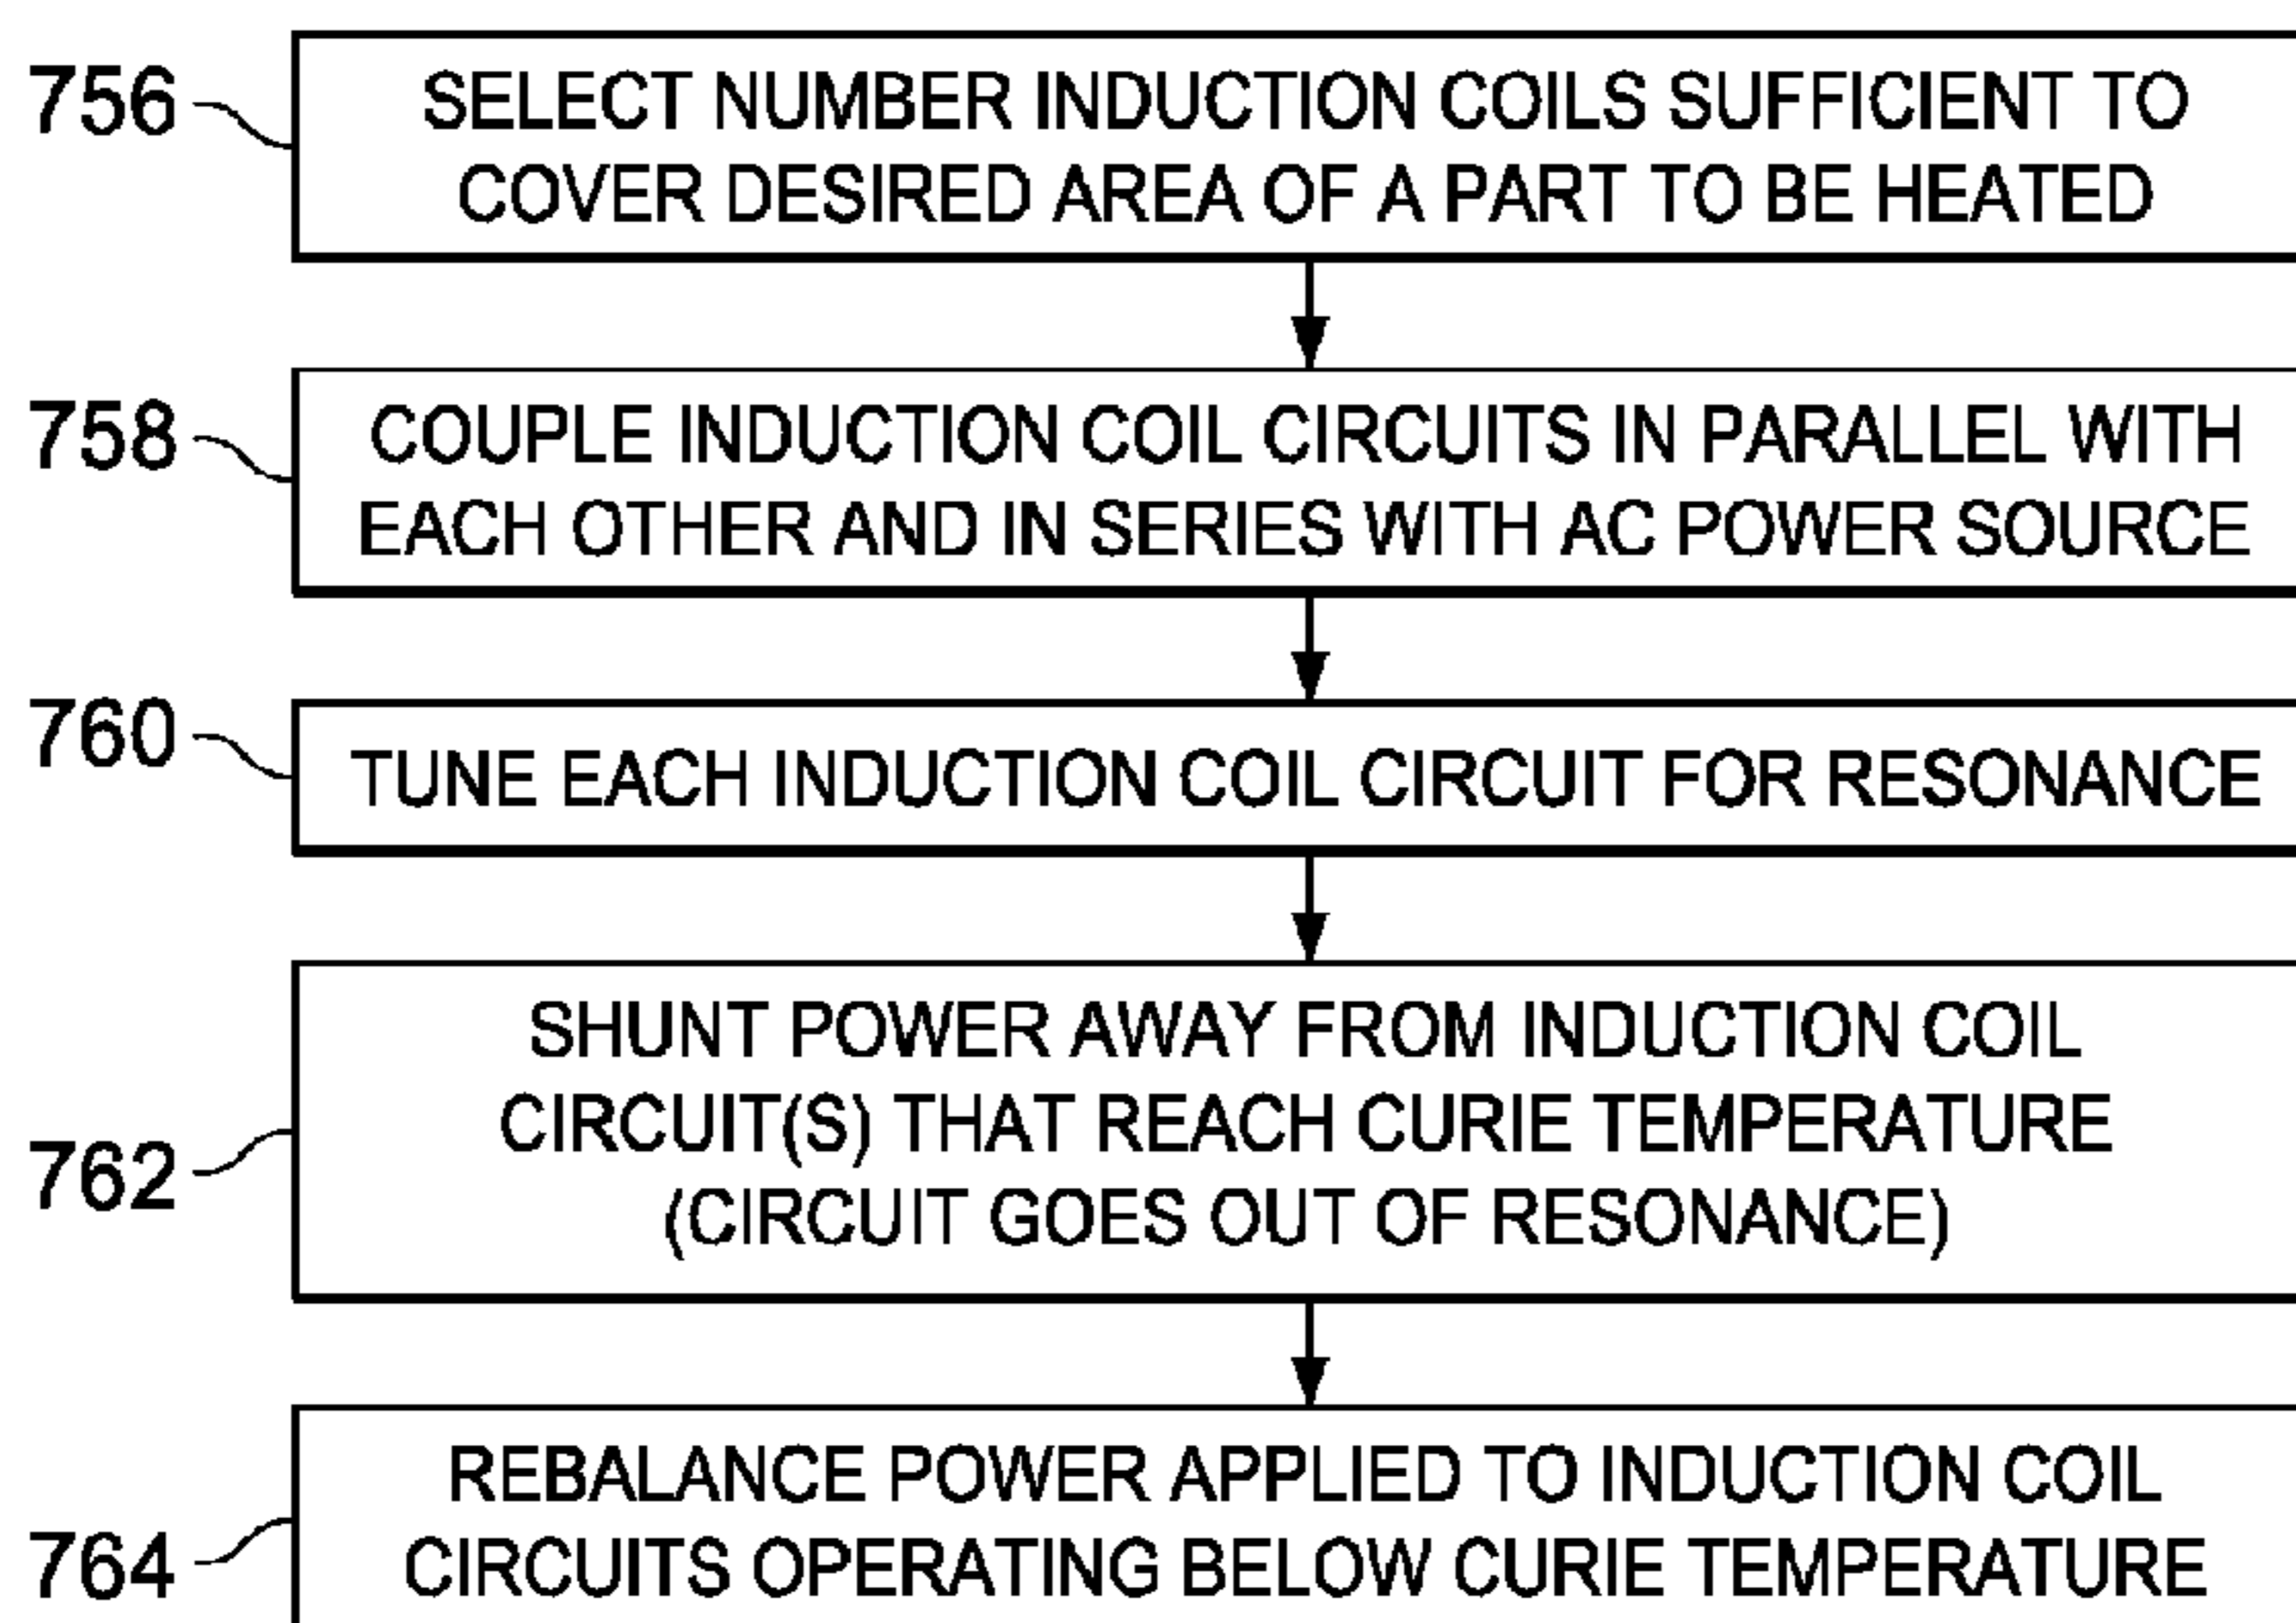 756
SELECT NUMBER INDUCTION COILS SUFFICIENT TO
COVER DESIRED AREA OF A PART TO BE HEATED
758
COUPLE INDUCTION COIL CIRCUITS IN PARALLEL WITH
EACH OTHER AND IN SERIES WITH AC POWER SOURCE
760
TUNE EACH INDUCTION COIL CIRCUIT FOR RESONANCE
762
SHUNT POWER AWAY FROM INDUCTION COIL
CIRCUIT(S) THAT REACH CURIE TEMPERATURE
(CIRCUIT GOES OUT OF RESONANCE)
764
REBALANCE POWER APPLIED TO INDUCTION COIL
CIRCUITS OPERATING BELOW CURIE TEMPERATURE